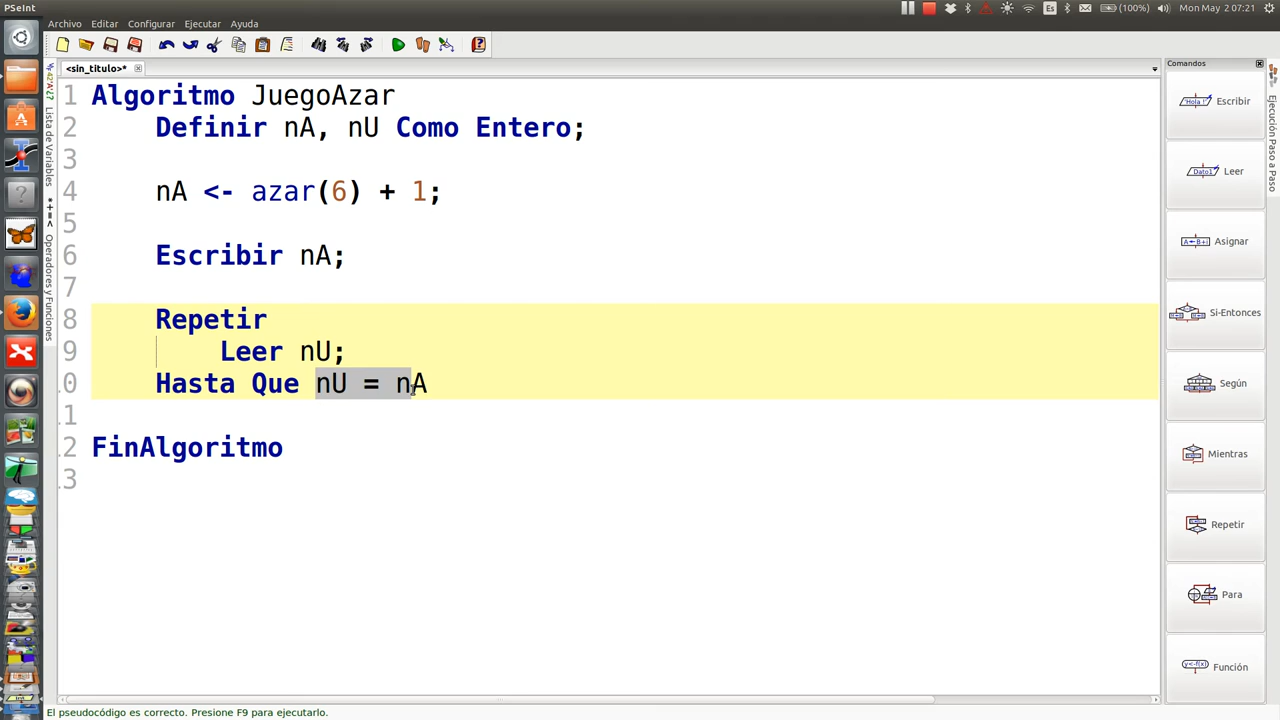 PSeInt
Es
(100%)
Mon May 2 07:21
Archivo Editar Configurar Ejecutar Ayuda
<sin_titulo>*
Comandos
1 Algoritmo JuegoAzar
2 Definir nA, nU Como Entero;
3
4 nA <- azar(6) + 1;
5
6 Escribir nA;
7
8 Repetir
9 Leer nU;
0 Hasta Que nU = nA
1
2 FinAlgoritmo
3
Lista de Variables
Operadores y Funciones
Escribir
Leer
Asignar
Si-Entonces
Según
Mientras
Repetir
Para
Función
Ejecución Paso a Paso
El pseudocódigo es correcto. Presione F9 para ejecutarlo.